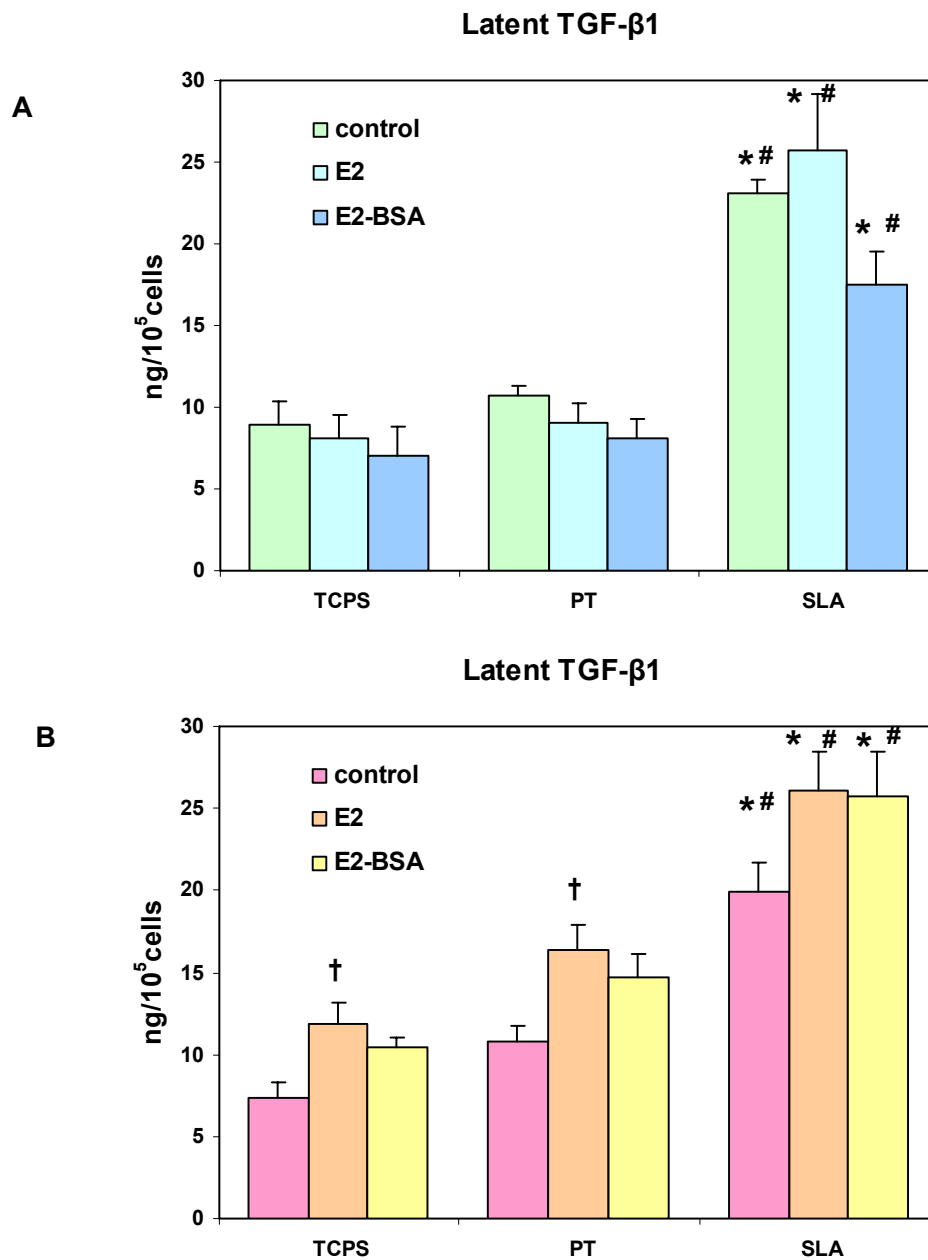 Latent TGF-β1
A
30
25
20
15
10
5
0
ng/10⁵cells
control
E2
E2-BSA
* #
*#
* #
TCPS
PT
SLA
Latent TGF-β1
B
30
25
20
15
10
5
0
ng/10⁵cells
control
E2
E2-BSA
* # * #
*#
†
†
TCPS
PT
SLA